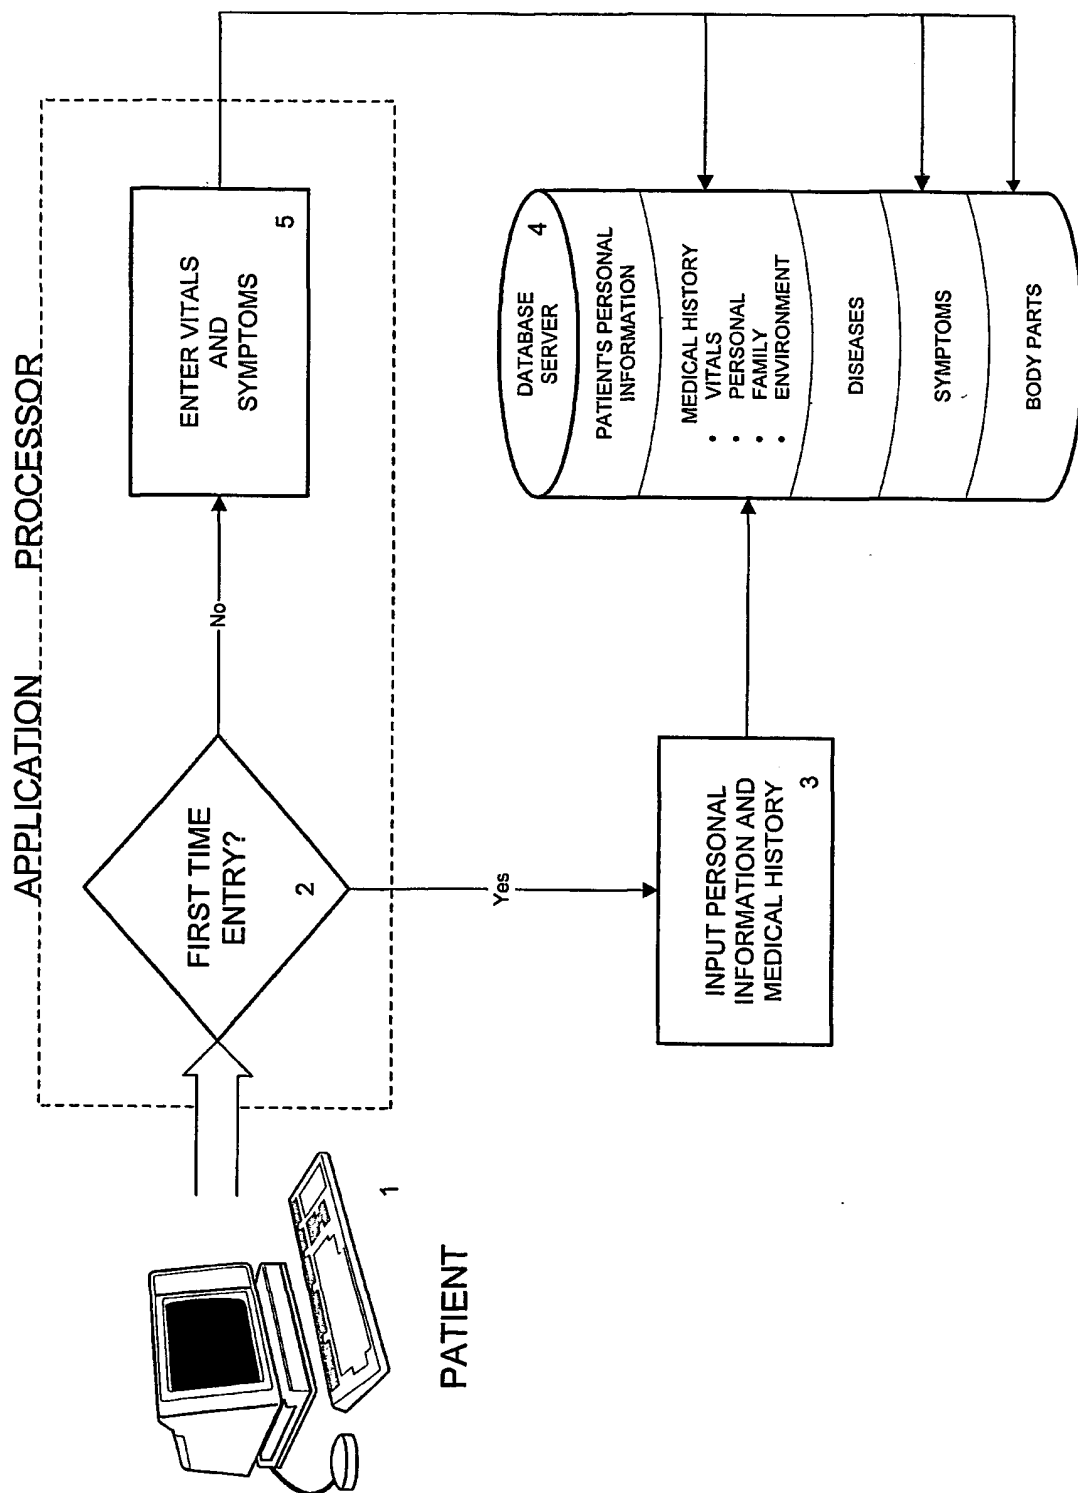 APPLICATION PROCESSOR
FIRST TIME
ENTRY?
2
No
ENTER VITALS
AND
SYMPTOMS
5
1
PATIENT
Yes
INPUT PERSONAL
INFORMATION AND
MEDICAL HISTORY
3
DATABASE
SERVER
4
PATIENT'S PERSONAL
INFORMATION
MEDICAL HISTORY
• VITALS
• PERSONAL
• FAMILY
• ENVIRONMENT
DISEASES
SYMPTOMS
BODY PARTS